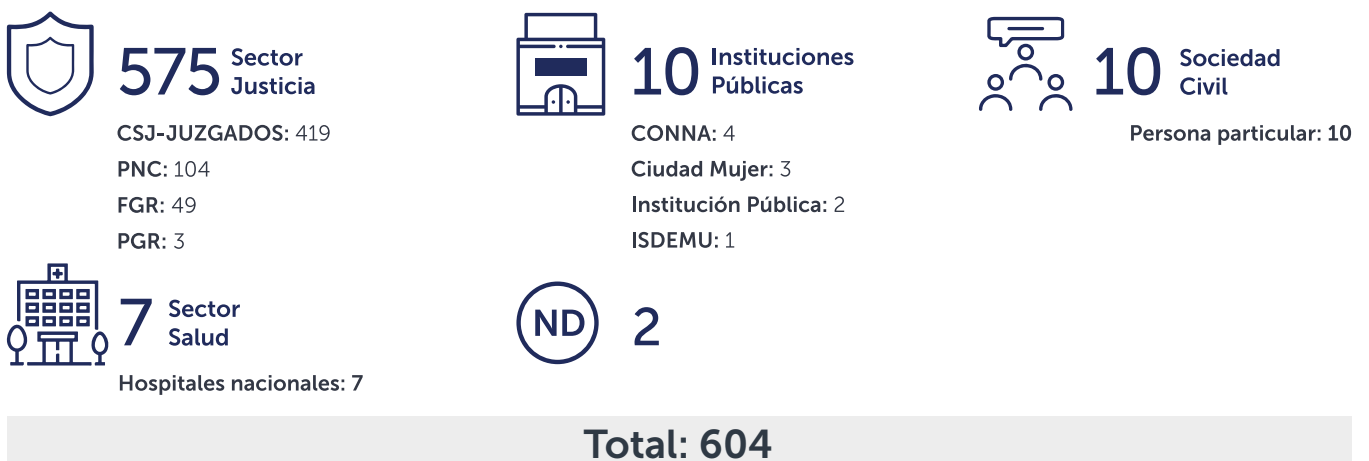 575 Sector
Justicia
CSJ-JUZGADOS: 419
PNC: 104
FGR: 49
PGR: 3
10 Instituciones
Públicas
CONNA: 4
Ciudad Mujer: 3
Institución Pública: 2
ISDEMU: 1
10 Sociedad
Civil
Persona particular: 10
7 Sector
Salud
Hospitales nacionales: 7
ND 2
Total: 604